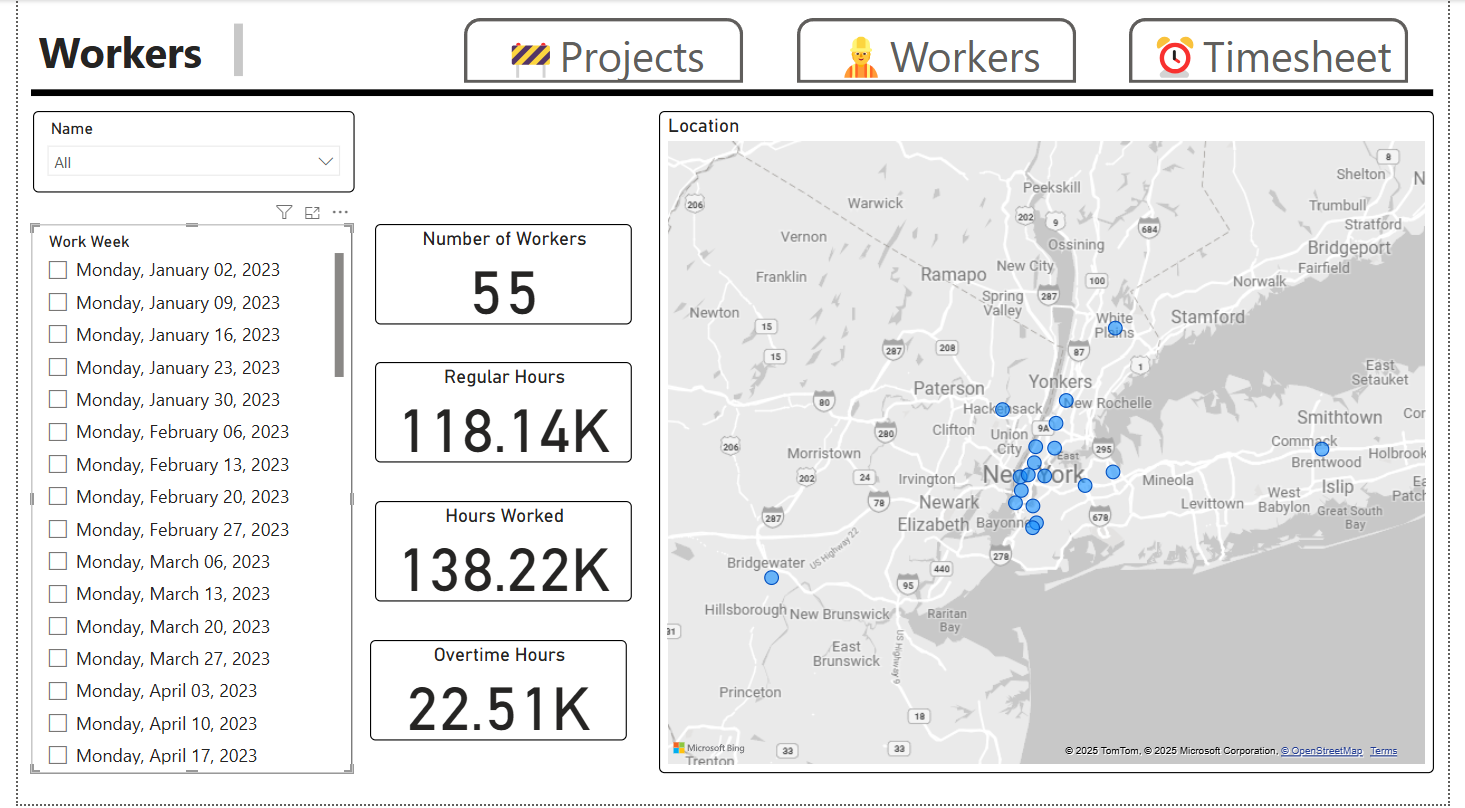 Workers
Projects
Workers
Timesheet
Name
All
Work Week
Monday, January 02, 2023
Monday, January 09, 2023
Monday, January 16, 2023
Monday, January 23, 2023
Monday, January 30, 2023
Monday, February 06, 2023
Monday, February 13, 2023
Monday, February 20, 2023
Monday, February 27, 2023
Monday, March 06, 2023
Monday, March 13, 2023
Monday, March 20, 2023
Monday, March 27, 2023
Monday, April 03, 2023
Monday, April 10, 2023
Monday, April 17, 2023
Number of Workers
55
Regular Hours
118.14K
Hours Worked
138.22K
Overtime Hours
22.51K
Location
8
Shelton
N
Peekskill
206
Warwick
Trumbull
202
9
Stratford
684
Vernon
Ossining
Bridgeport
New City
Fairfield
Franklin
Ramapo
100
Norwalk
Spring
Valley
287
Newton
15
White
Plains
Stamford
287
208
87
15
1
East
Setauket
Paterson
Yonkers
80
Hackensack
New Rochelle
Smithtown
Cor
Clifton
Union
City
9A
280
Commack
206
Morristown
East
295
Holbrook
Brentwood
New York
202
24
Irvington
Mineola
Islip
Ea
Patch
West
Babylon
78
Newark
Levittown
Great South
Bay
287
Elizabeth
Bayonne
678
US Highway 22
278
Bridgewater
440
95
Hillsborough
New Brunswick
Raritan
Bay
31
East
Brunswick
US Highway 9
Princeton
18
Microsoft Bing
33
33
Trenton
© 2025 TomTom, © 2025 Microsoft Corporation, © OpenStreetMap Terms